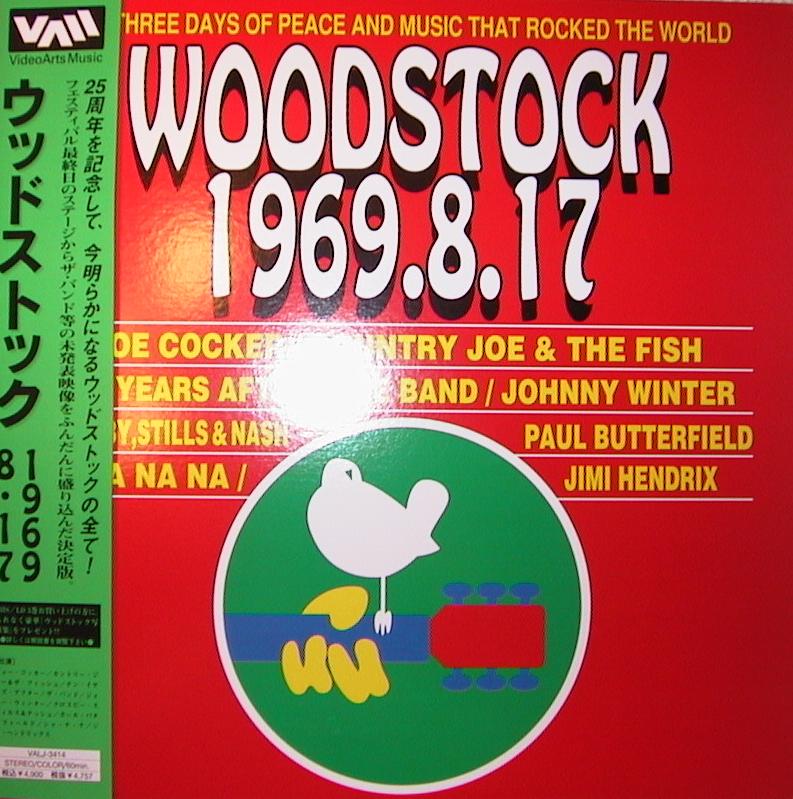 VideoArtsMusic
ウッドストック
1969
8.17
25周年を記念して、今明らかになるウッドストックの全て!
フェスティバル最終日のステージからザ・バンド等の未発表映像をふんだんに盛り込んだ決定版。
VALJ-3414
STEREO/COLOR/60min.
税込¥4,900 税抜¥4,757
THREE DAYS OF PEACE AND MUSIC THAT ROCKED THE WORLD
WOODSTOCK
1969.8.17
OE COCKER NTRY JOE & THE FISH
YEARS BAND / JOHNNY WINTER
BY,STILLS & NASH PAUL BUTTERFIELD
A NA NA / JIMI HENDRIX